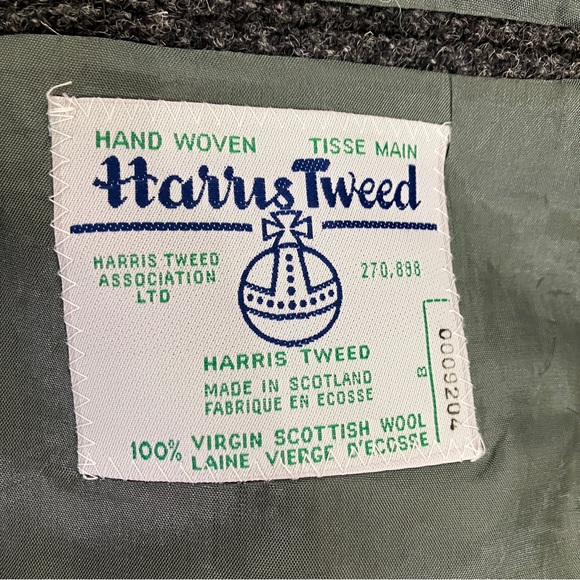 HAND WOVEN TISSE MAIN
Harris Tweed
HARRIS TWEED
ASSOCIATION
LTD
270,898
HARRIS TWEED
MADE IN SCOTLAND
FABRIQUE EN ECOSSE
100% VIRGIN SCOTTISH WOOL
LAINE VIERGE D'ECOSSE
B
0009204